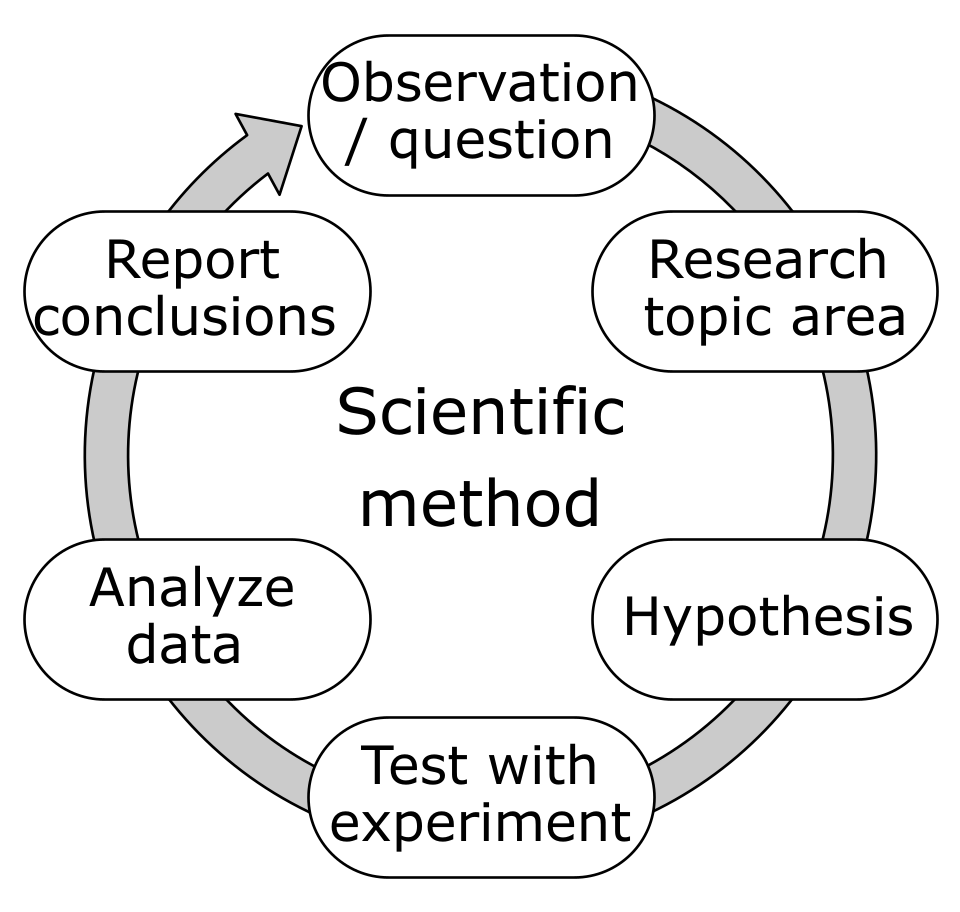 Observation
/ question
Research
topic area
Hypothesis
Test with
experiment
Analyze
data
Report
conclusions
Scientific
method